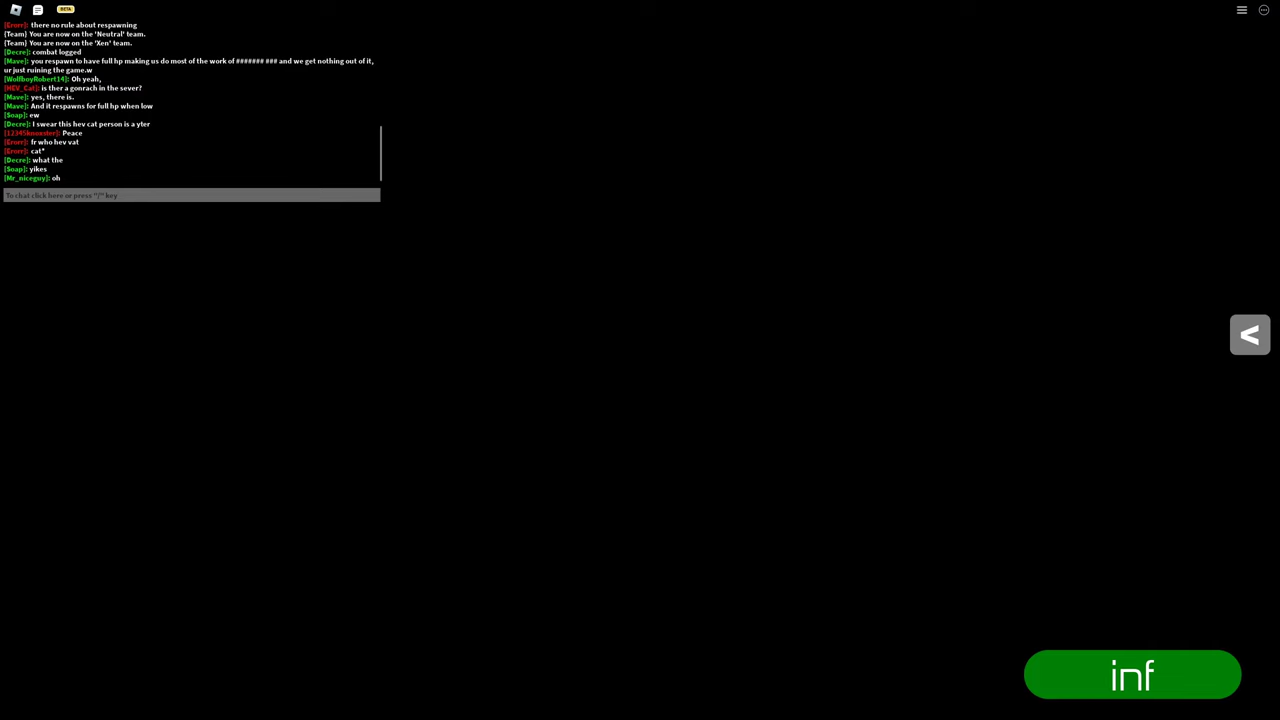 BETA
[Erorr]: there no rule about respawning
{Team} You are now on the 'Neutral' team.
{Team} You are now on the 'Xen' team.
[Decre]: combat logged
[Mave]: you respawn to have full hp making us do most of the work of ####### ### and we get nothing out of it,
ur just ruining the game.w
[WolfboyRobert14]: Oh yeah,
[HEV_Cat]: is ther a gonrach in the sever?
[Mave]: yes, there is.
[Mave]: And it respawns for full hp when low
[Soap]: ew
[Decre]: I swear this hev cat person is a yter
[12345knuxster]: Peace
[Erorr]: fr who hev vat
[Erorr]: cat*
[Decre]: what the
[Soap]: yikes
[Mr_niceguy]: oh
To chat click here or press "/" key
<
inf